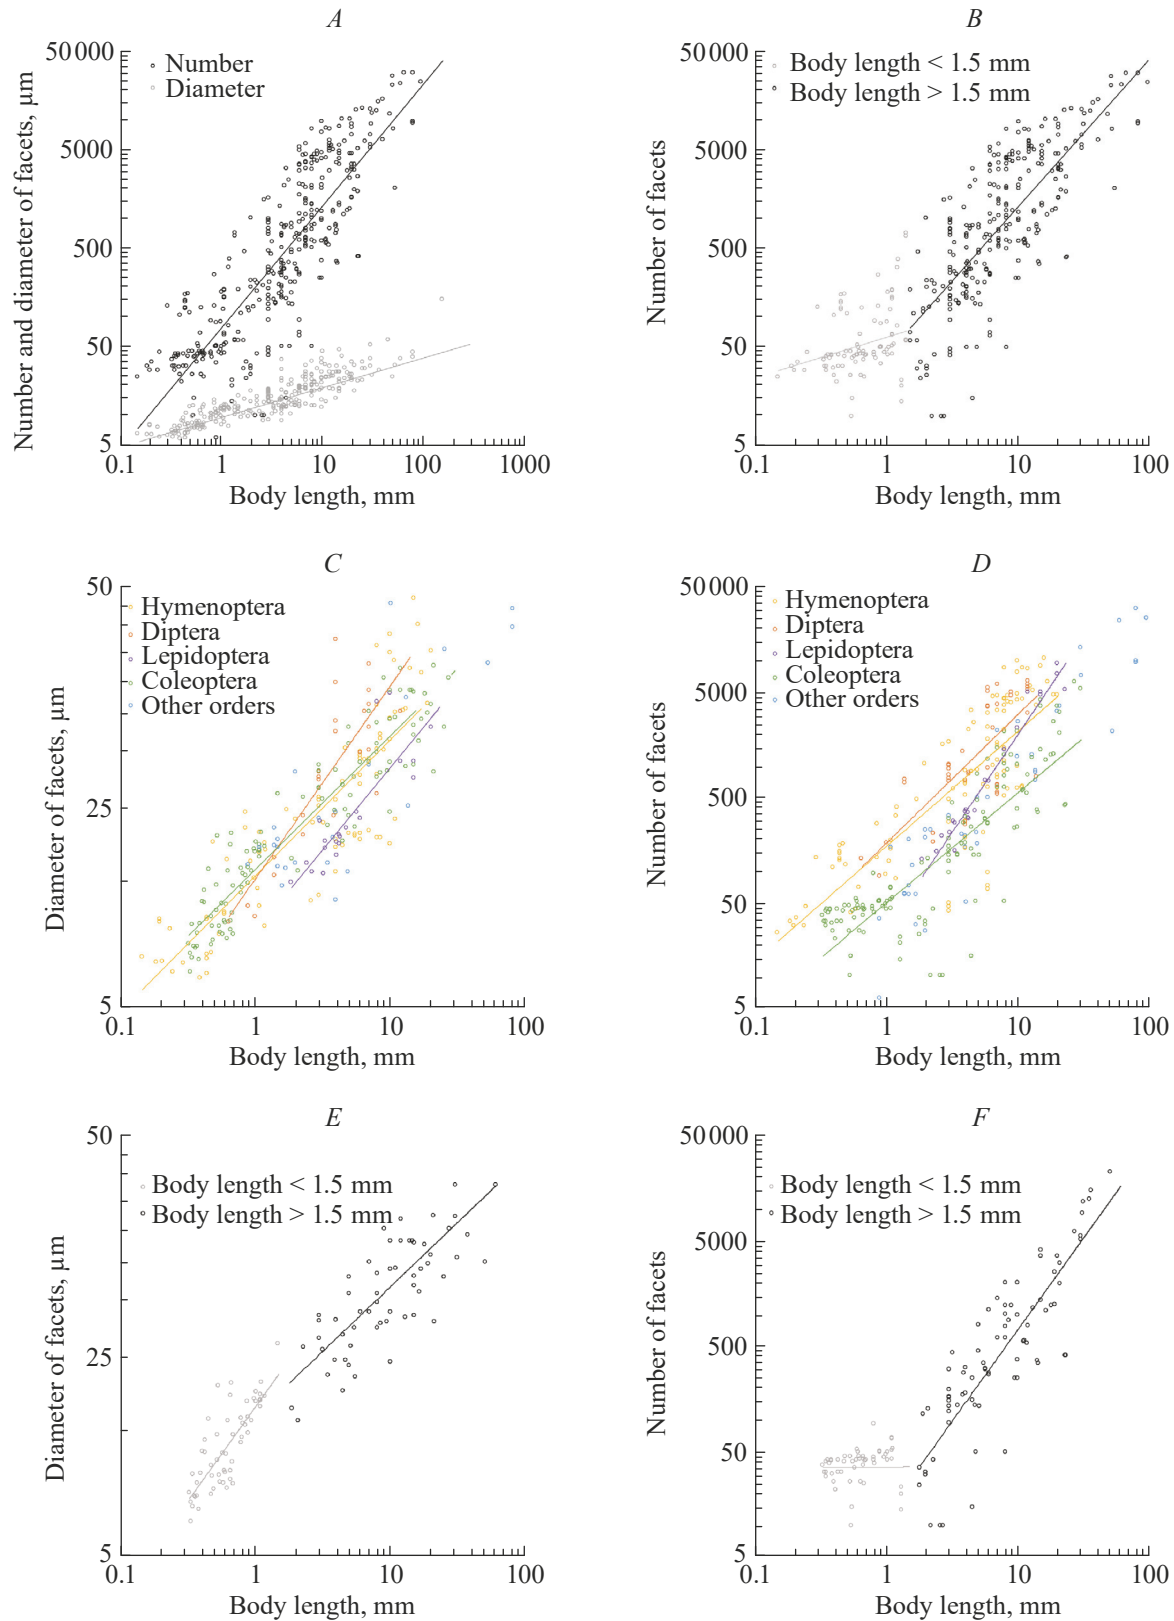 A
50 000
5000
500
50
5
Number
Diameter
Number and diameter of facets, μm
0.1 1 10 100 1000
Body length, mm
B
50 000
5000
500
50
5
Body length < 1.5 mm
Body length > 1.5 mm
Number of facets
0.1 1 10 100
Body length, mm
C
50
25
5
Hymenoptera
Diptera
Lepidoptera
Coleoptera
Other orders
Diameter of facets, μm
0.1 1 10 100
Body length, mm
D
50 000
5000
500
50
5
Hymenoptera
Diptera
Lepidoptera
Coleoptera
Other orders
Number of facets
0.1 1 10 100
Body length, mm
E
50
25
5
Body length < 1.5 mm
Body length > 1.5 mm
Diameter of facets, μm
0.1 1 10 100
Body length, mm
F
50 000
5000
500
50
5
Body length < 1.5 mm
Body length > 1.5 mm
Number of facets
0.1 1 10 100
Body length, mm